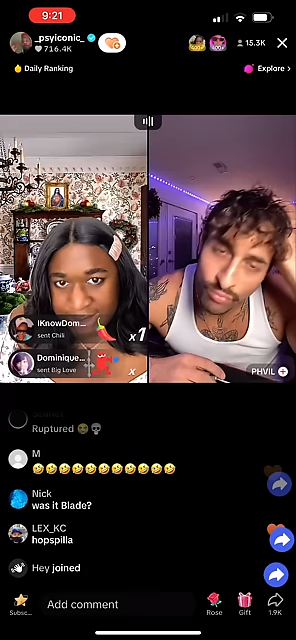 9:21
_psyiconic_
716.4K
15.3K
Daily Ranking
Explore >
IKnowDom...
sent Chili
x1
Dominique...
sent Big Love
x
PHVIL
Ruptured 😂💀
M
🤣🤣🤣🤣🤣🤣🤣🤣🤣🤣🤣
Nick
was it Blade?
LEX_KC
hopspilla
Hey joined
Subsc...
Add comment
Rose
Gift
1.9K